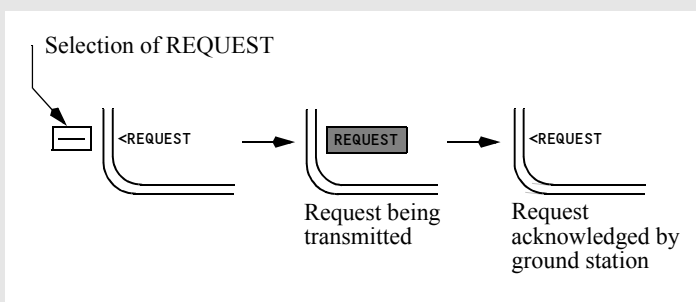 Selection of REQUEST
<REQUEST
REQUEST
<REQUEST
Request being
transmitted
Request
acknowledged by
ground station